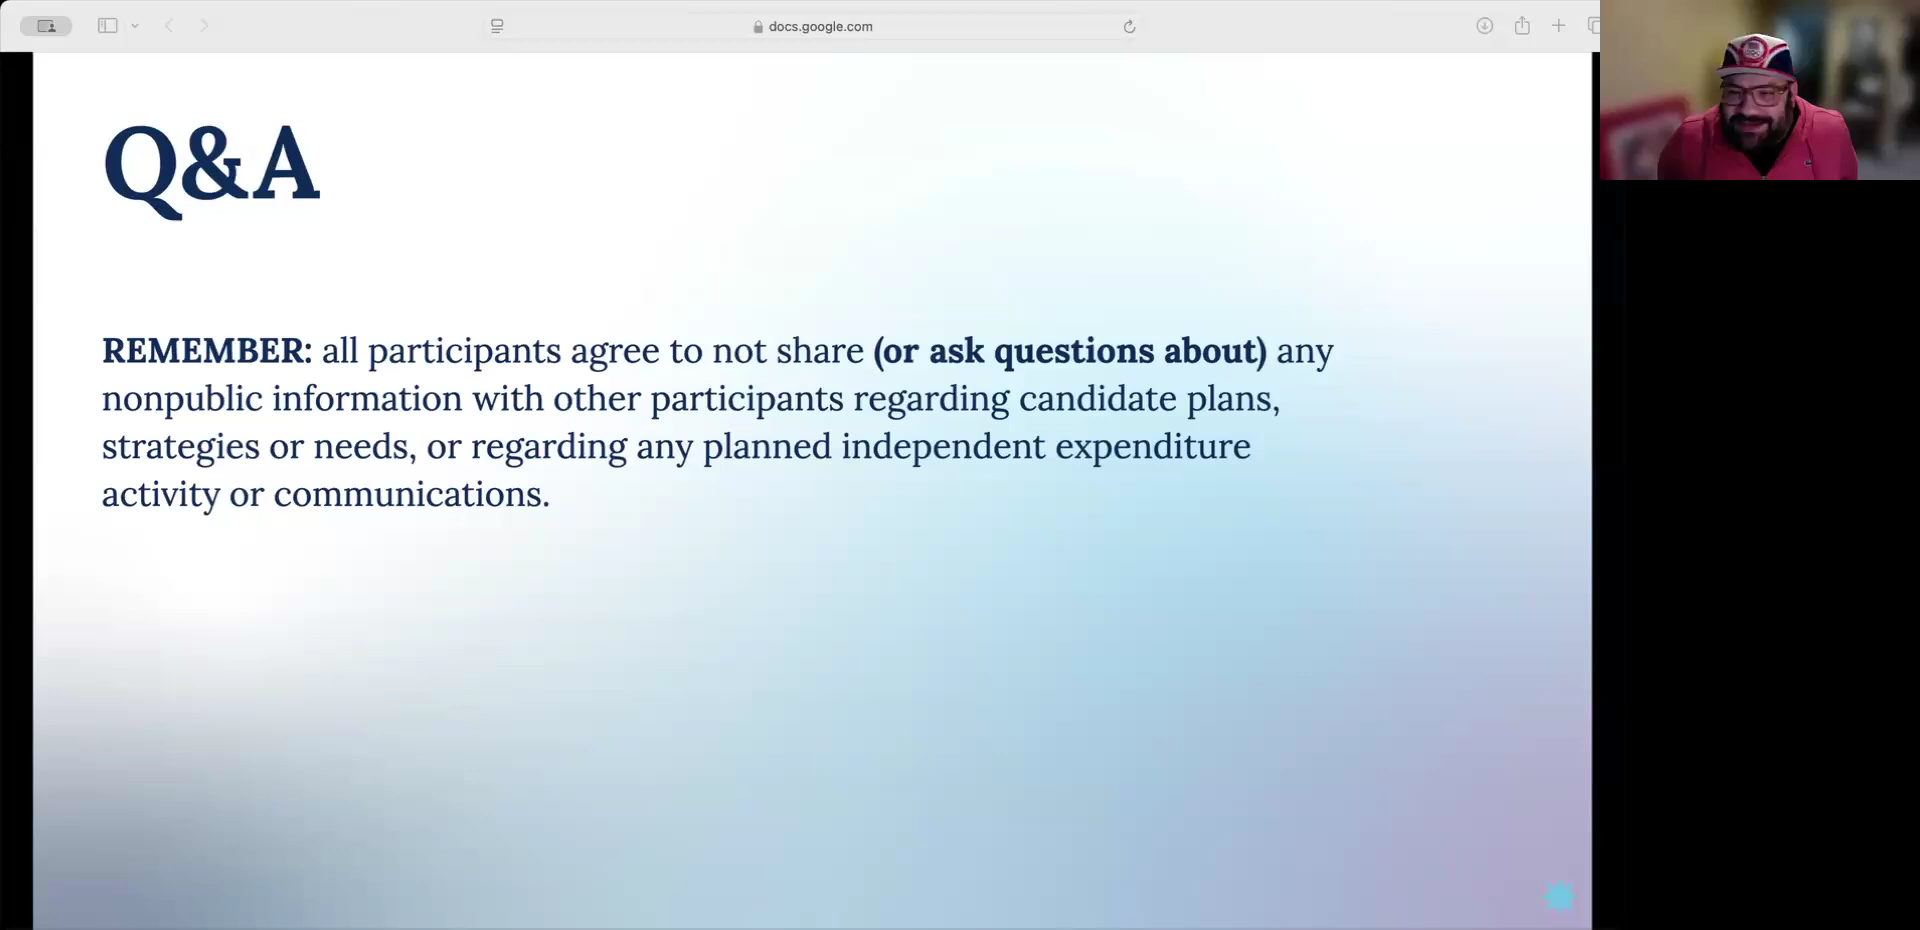 docs.google.com
Q&A
REMEMBER: all participants agree to not share (or ask questions about) any
nonpublic information with other participants regarding candidate plans,
strategies or needs, or regarding any planned independent expenditure
activity or communications.